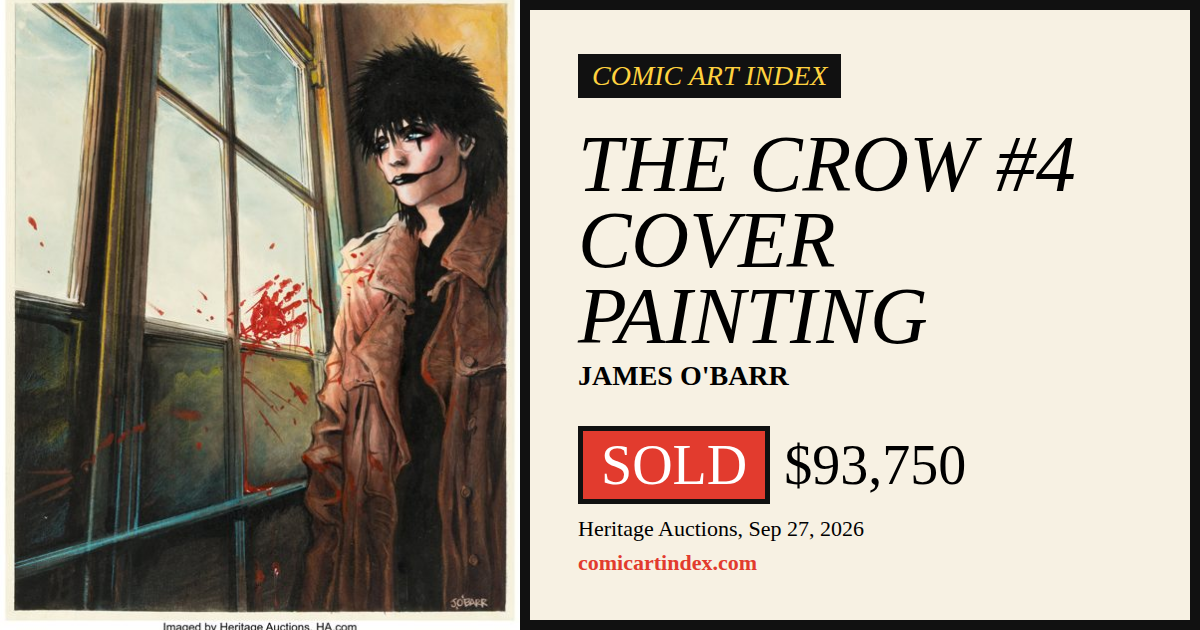 J.O'BARR
Imaged by Heritage Auctions, HA.com
COMIC ART INDEX
THE CROW #4
COVER
PAINTING
JAMES O'BARR
SOLD $93,750
Heritage Auctions, Sep 27, 2026
comicartindex.com